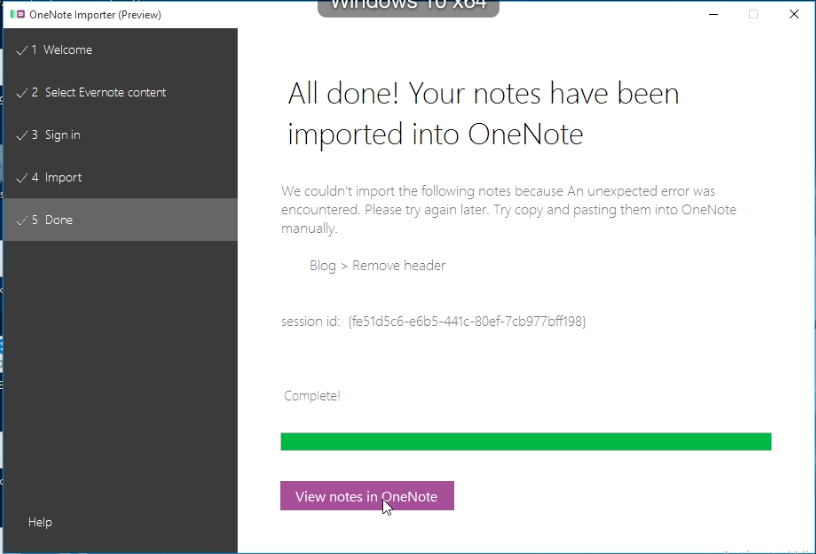 Windows 10 x64
OneNote Importer (Preview)
1 Welcome
2 Select Evernote content
3 Sign in
4 Import
5 Done
Help
All done! Your notes have been
imported into OneNote
We couldn't import the following notes because An unexpected error was
encountered. Please try again later. Try copy and pasting them into OneNote
manually.
Blog > Remove header
session id: {fe51d5c6-e6b5-441c-80ef-7cb977bff198}
Complete!
View notes in OneNote